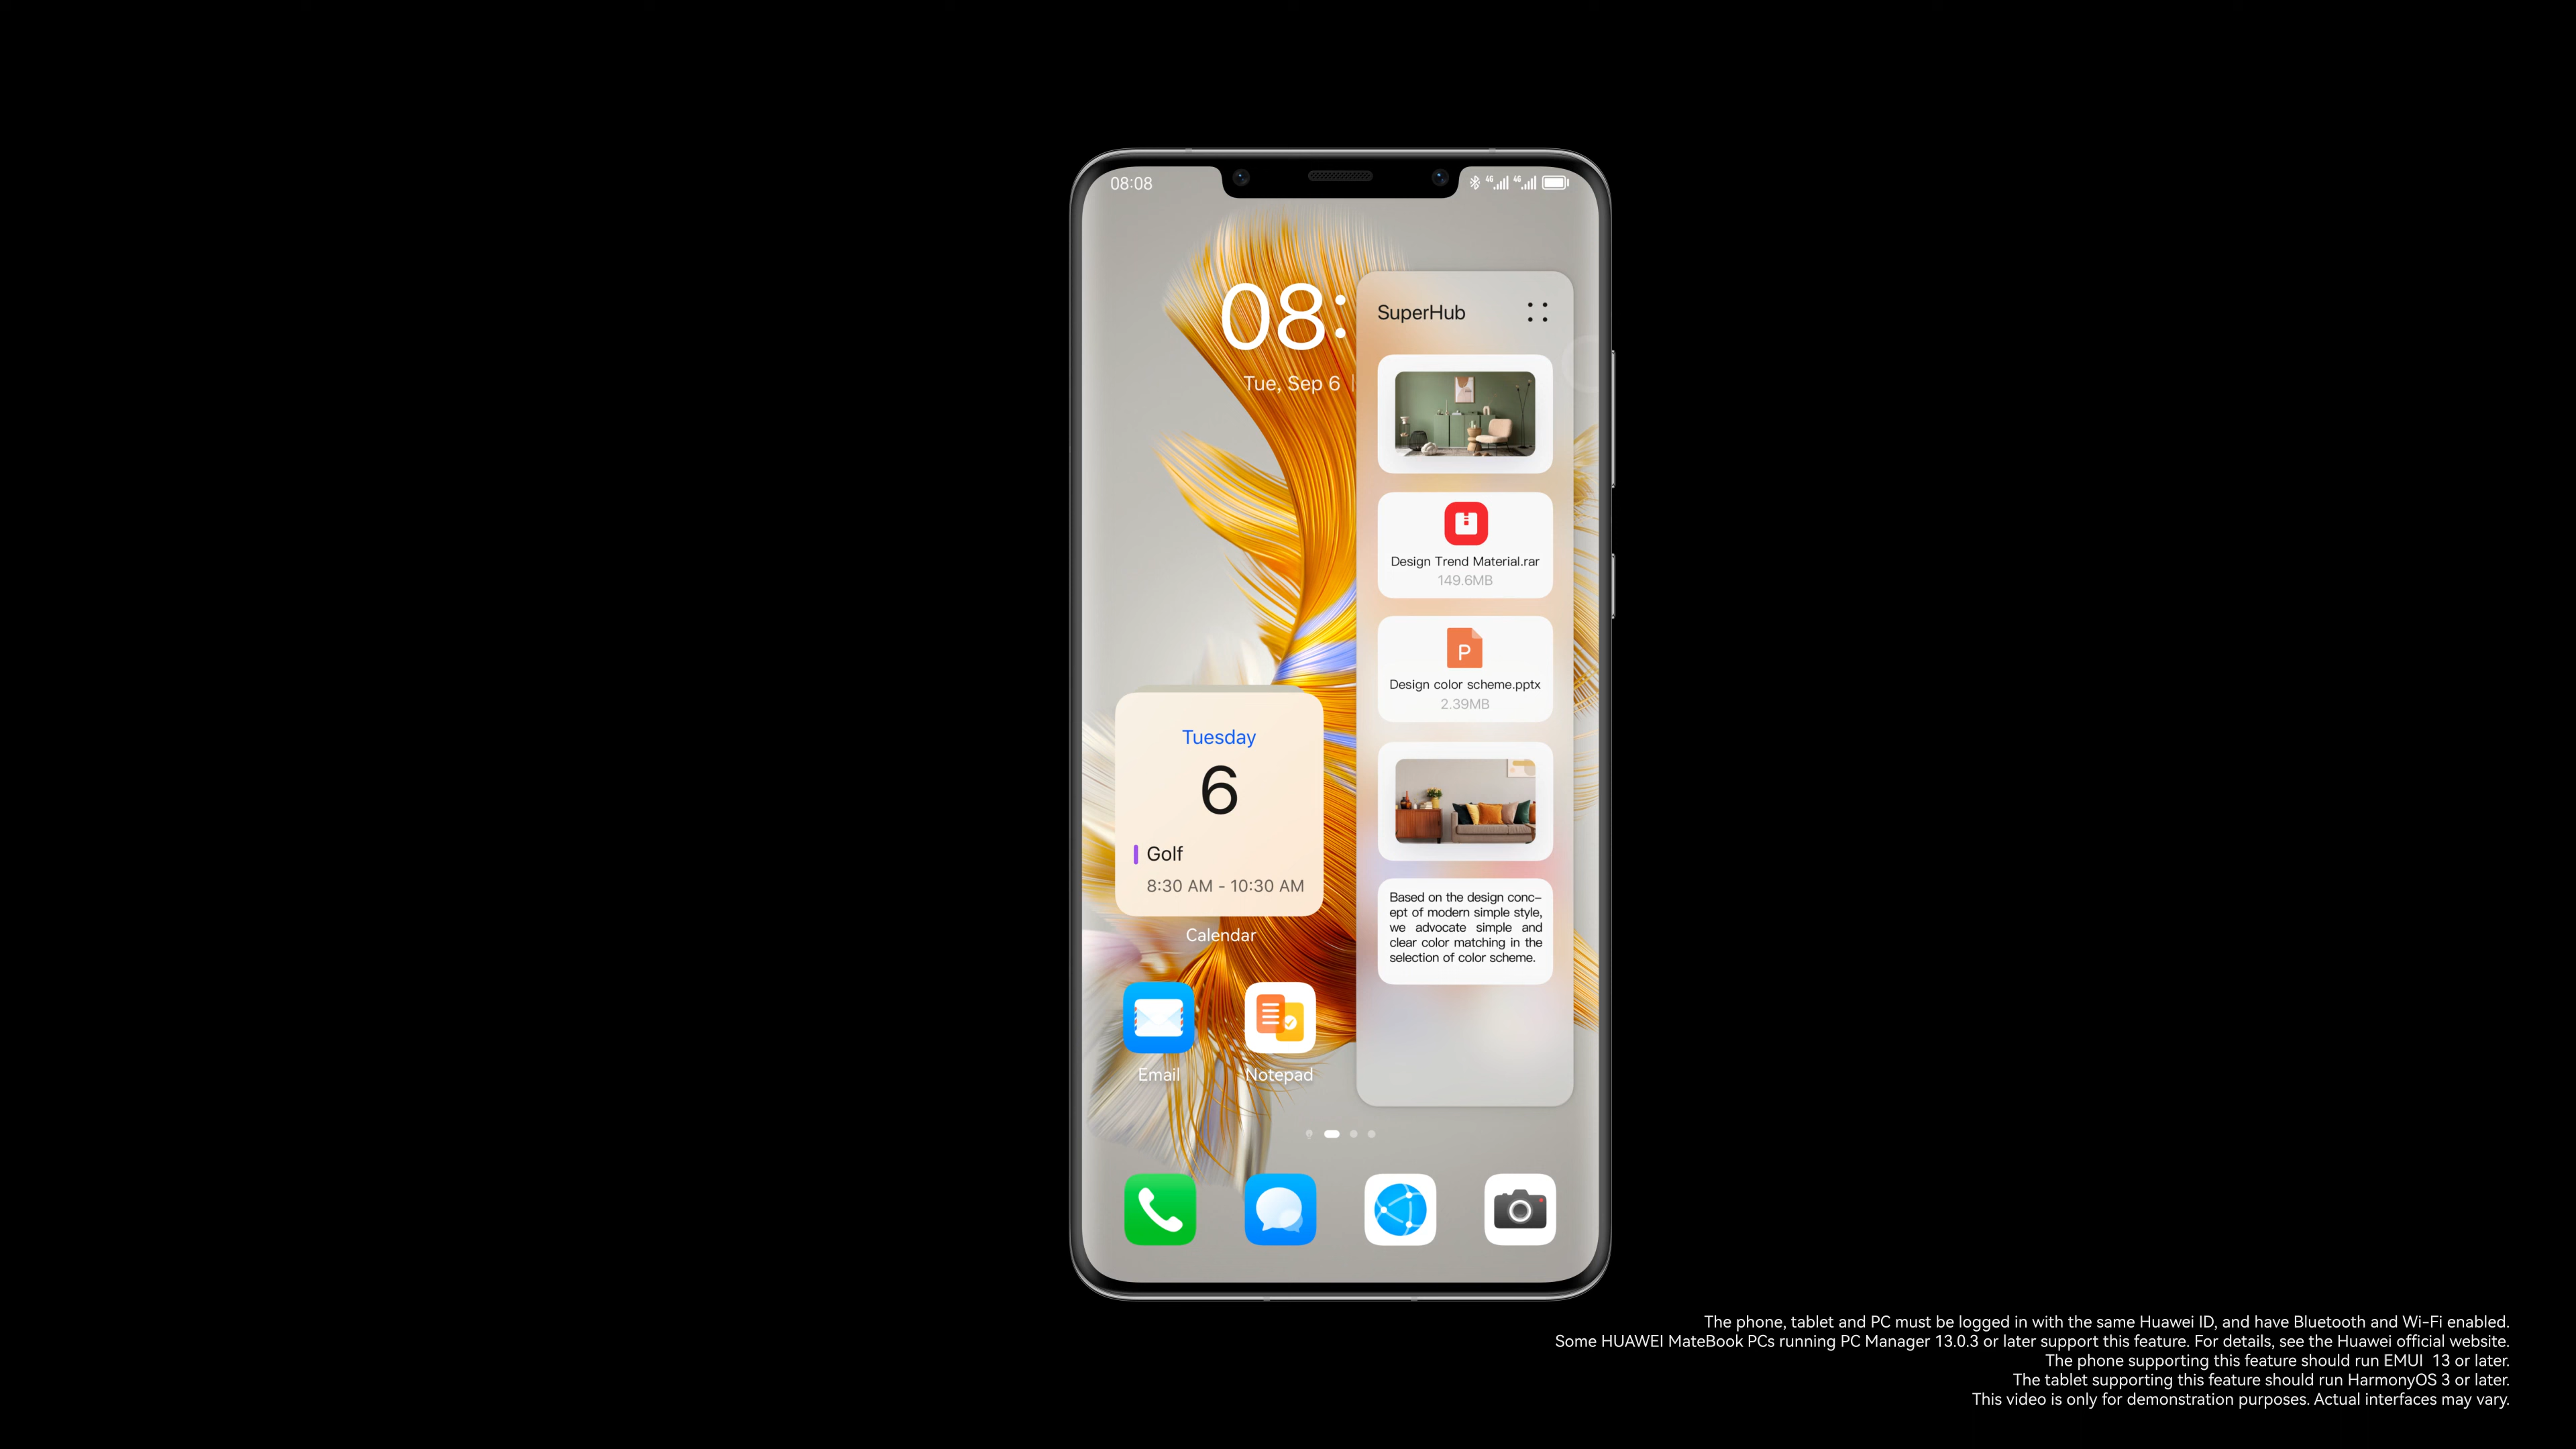 08:08
4G
4G
08:
Tue, Sep 6
SuperHub
Design Trend Material.rar
149.6MB
P
Design color scheme.pptx
2.39MB
Tuesday
6
Golf
8:30 AM - 10:30 AM
Calendar
Based on the design conc-
ept of modern simple style,
we advocate simple and
clear color matching in the
selection of color scheme.
Email
Notepad
The phone, tablet and PC must be logged in with the same Huawei ID, and have Bluetooth and Wi-Fi enabled.
Some HUAWEI MateBook PCs running PC Manager 13.0.3 or later support this feature. For details, see the Huawei official website.
The phone supporting this feature should run EMUI 13 or later.
The tablet supporting this feature should run HarmonyOS 3 or later.
This video is only for demonstration purposes. Actual interfaces may vary.